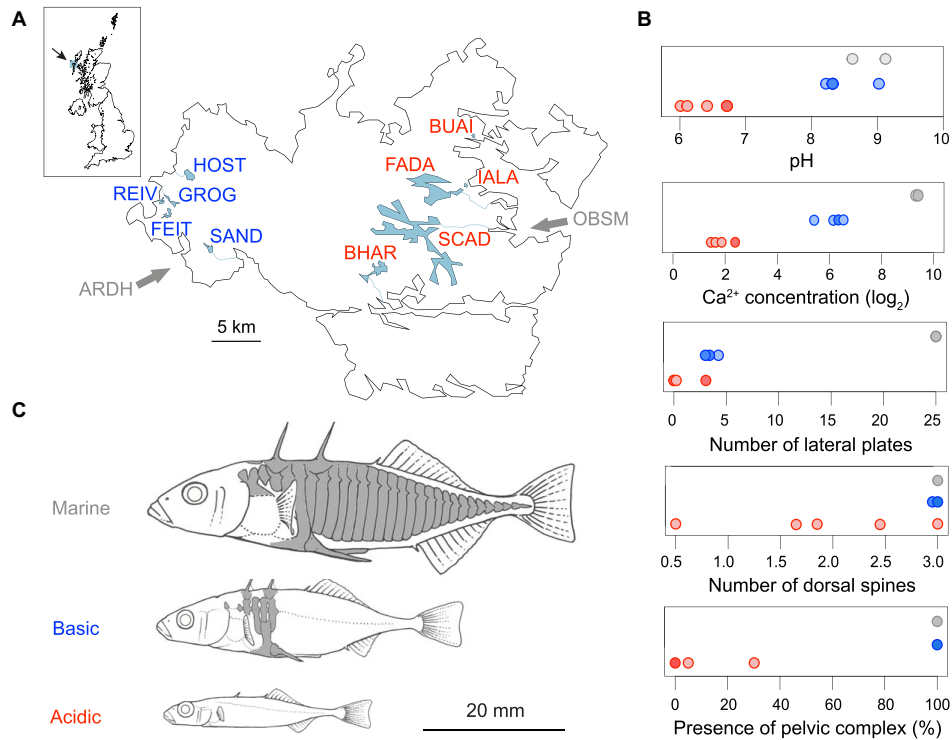 A
BUAI
FADA
IALA
HOST
REIV
GROG
FEIT
SAND
OBSM
SCAD
BHAR
ARDH
5 km
B
6 7 8 9 10
pH
0 2 4 6 8 10
Ca²⁺ concentration (log₂)
0 5 10 15 20 25
Number of lateral plates
0.5 1.0 1.5 2.0 2.5 3.0
Number of dorsal spines
0 20 40 60 80 100
Presence of pelvic complex (%)
C
Marine
Basic
Acidic
20 mm